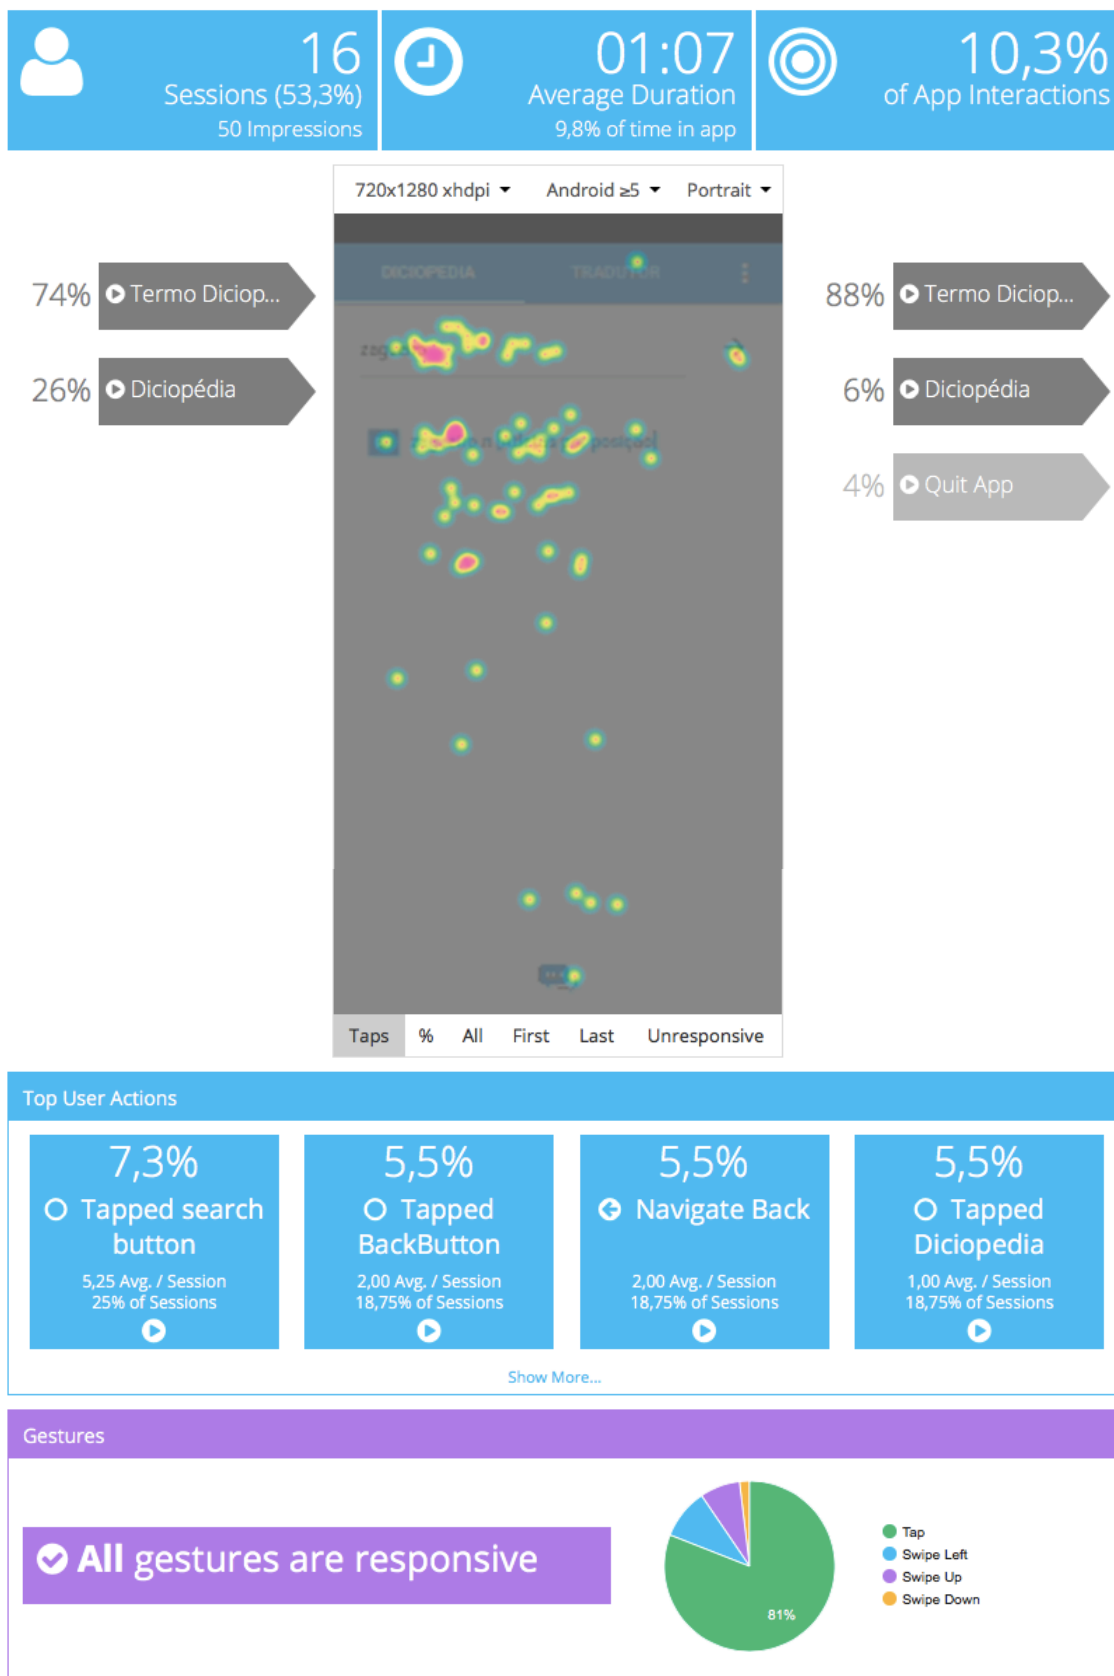 16
Sessions (53,3%)
50 Impressions
01:07
Average Duration
9,8% of time in app
10,3%
of App Interactions
720x1280 xhdpi
Android ≥5
Portrait
74%
Termo Diciop...
26%
Diciopédia
DICIOPEDIA
TRADUTOR
88%
Termo Diciop...
6%
Diciopédia
4%
Quit App
Taps
%
All
First
Last
Unresponsive
Top User Actions
7,3%
Tapped search
button
5,25 Avg. / Session
25% of Sessions
5,5%
Tapped
BackButton
2,00 Avg. / Session
18,75% of Sessions
5,5%
Navigate Back
2,00 Avg. / Session
18,75% of Sessions
5,5%
Tapped
Diciopedia
1,00 Avg. / Session
18,75% of Sessions
Show More...
Gestures
All gestures are responsive
81%
Tap
Swipe Left
Swipe Up
Swipe Down